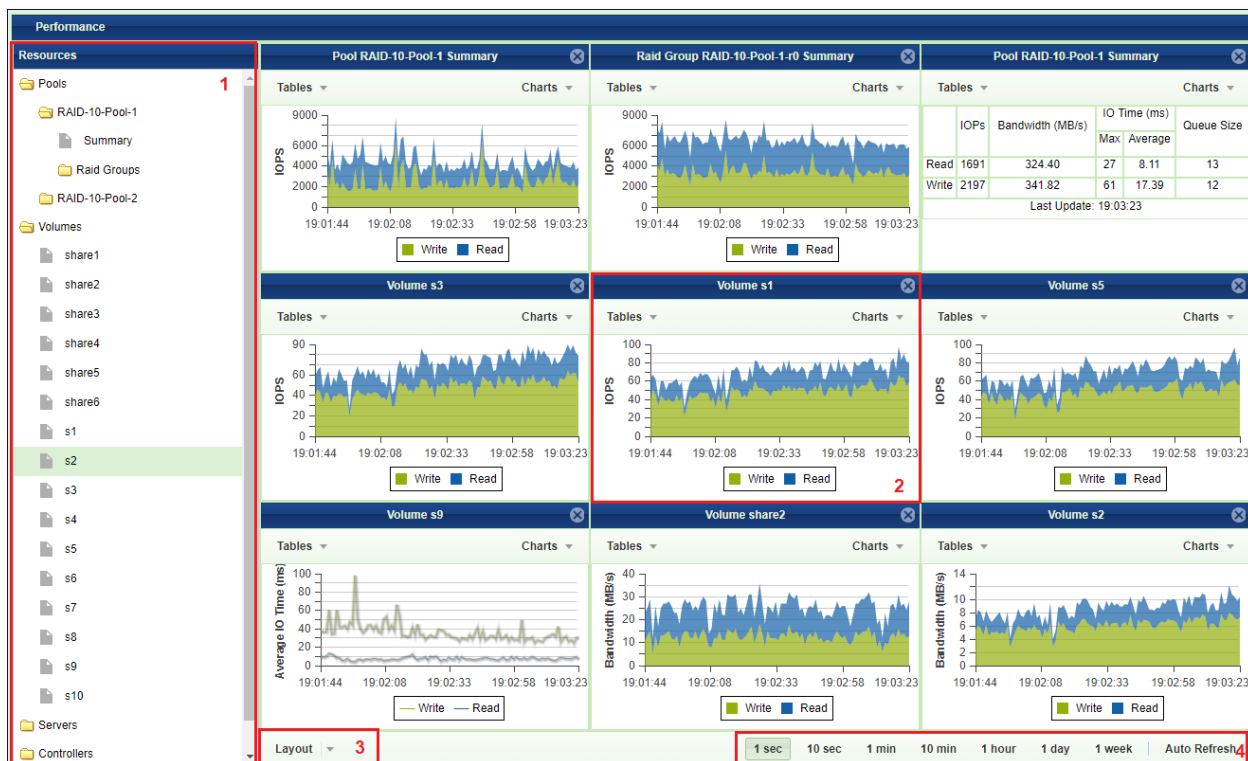 Performance
Resources
1
Pools
RAID-10-Pool-1
Summary
Raid Groups
RAID-10-Pool-2
Volumes
share1
share2
share3
share4
share5
share6
s1
s2
s3
s4
s5
s6
s7
s8
s9
s10
Servers
Controllers
Pool RAID-10-Pool-1 Summary
Tables Charts
IOPS
9000
6000
4000
2000
0
19:01:44 19:02:08 19:02:33 19:02:58 19:03:23
Write Read
Raid Group RAID-10-Pool-1-r0 Summary
Tables Charts
IOPS
9000
6000
4000
2000
0
19:01:44 19:02:08 19:02:33 19:02:58 19:03:23
Write Read
Pool RAID-10-Pool-1 Summary
Tables Charts
IOPs Bandwidth (MB/s) IO Time (ms) Queue Size
Max Average
Read 1691 324.40 27 8.11 13
Write 2197 341.82 61 17.39 12
Last Update: 19:03:23
Volume s3
Tables Charts
IOPS
90
60
40
20
0
19:01:44 19:02:08 19:02:33 19:02:58 19:03:23
Write Read
Volume s1
Tables Charts
IOPS
100
80
60
40
20
0
19:01:44 19:02:08 19:02:33 19:02:58 19:03:23
Write Read
2
Volume s5
Tables Charts
IOPS
100
80
60
40
20
0
19:01:44 19:02:08 19:02:33 19:02:58 19:03:23
Write Read
Volume s9
Tables Charts
Average IO Time (ms)
100
80
60
40
20
0
19:01:44 19:02:08 19:02:33 19:02:58 19:03:23
Write Read
Volume share2
Tables Charts
Bandwidth (MB/s)
40
30
20
10
0
19:01:44 19:02:08 19:02:33 19:02:58 19:03:23
Write Read
Volume s2
Tables Charts
Bandwidth (MB/s)
14
10
8
6
4
2
0
19:01:44 19:02:08 19:02:33 19:02:58 19:03:23
Write Read
Layout 3
1 sec 10 sec 1 min 10 min 1 hour 1 day 1 week Auto Refresh 4